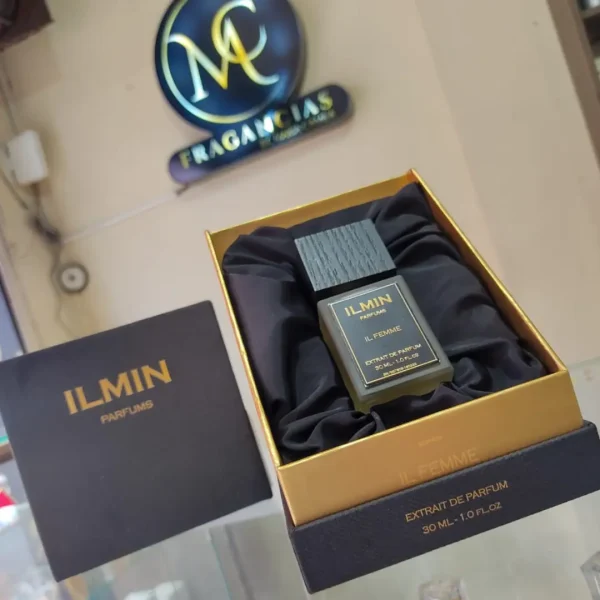 MC
FRAGANCIAS
ILMIN
PARFUMS
IL FEMME
EXTRAIT DE PARFUM
30 ML - 1.0 FL.OZ
ILMIN
PARFUMS
IL FEMME
EXTRAIT DE PARFUM
30 ML - 1.0 FL.OZ